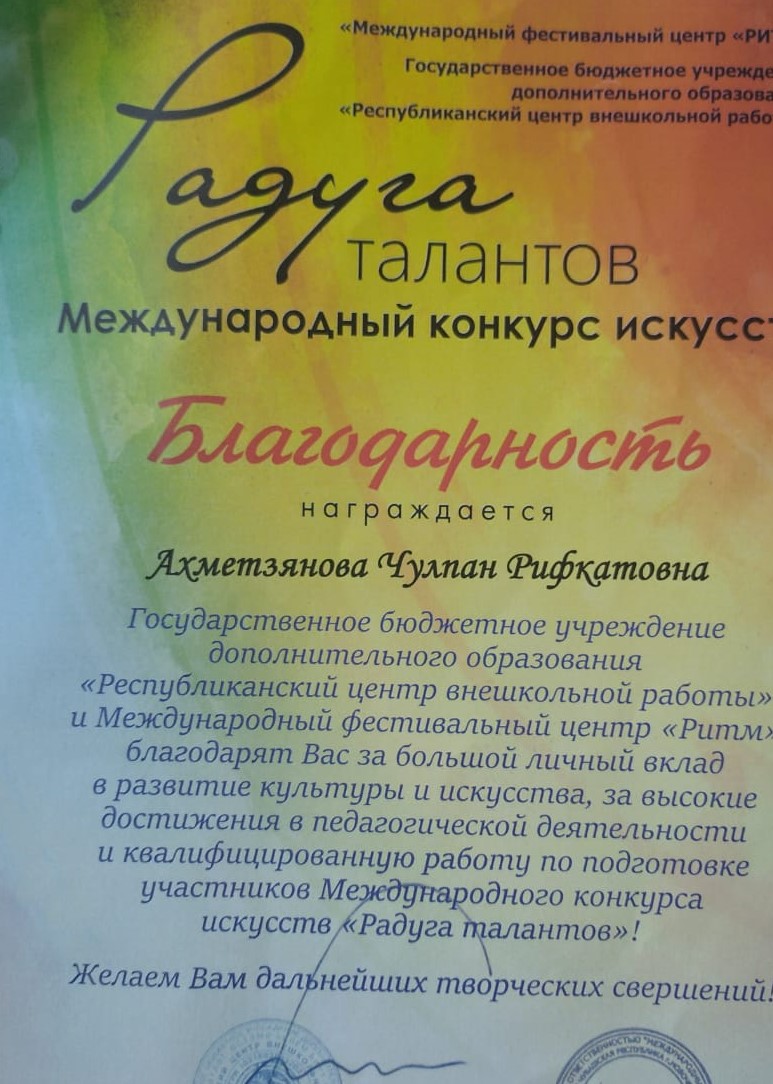 «Международный фестивальный центр «РИТ
Государственное бюджетное учрежде
дополнительного образова
«Республиканский центр внешкольной рабо
Радуга
талантов
Международный конкурс искусст
Благодарность
награждается
Ахметзянова Чулпан Рифкатовна
Государственное бюджетное учреждение
дополнительного образования
«Республиканский центр внешкольной работы»
и Международный фестивальный центр «Ритм»
благодарят Вас за большой личный вклад
в развитие культуры и искусства, за высокие
достижения в педагогической деятельности
и квалифицированную работу по подготовке
участников Международного конкурса
искусств «Радуга талантов»!
Желаем Вам дальнейших творческих свершений!